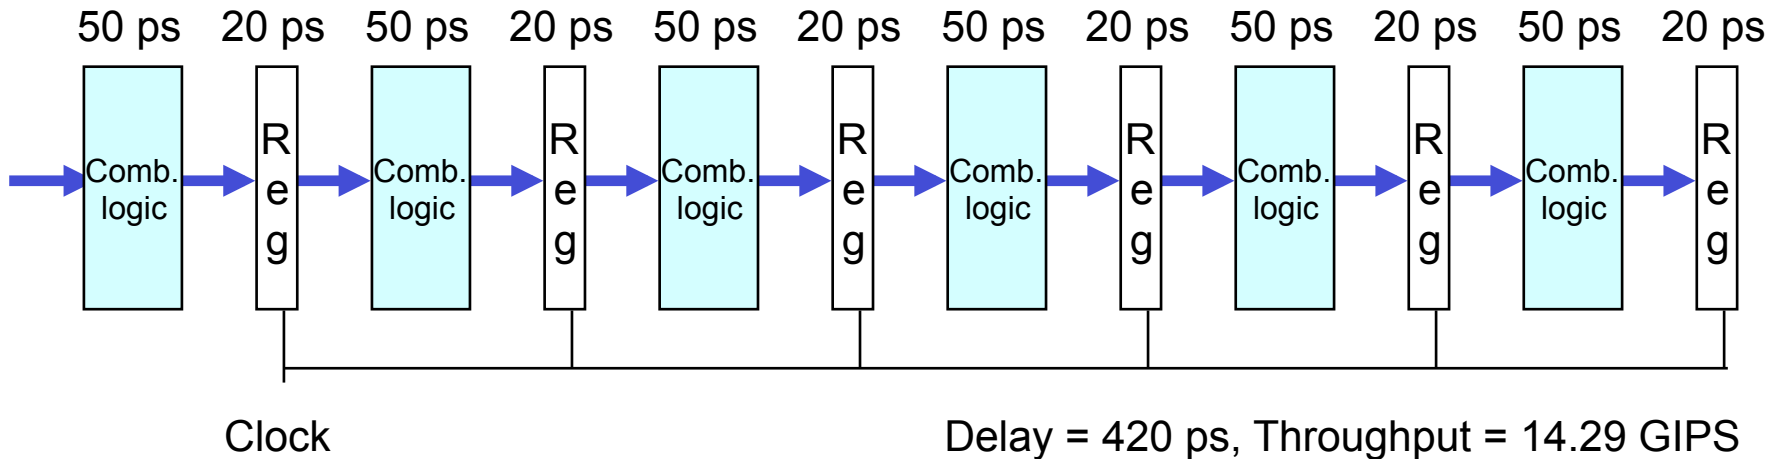 50 ps 20 ps 50 ps 20 ps 50 ps 20 ps 50 ps 20 ps 50 ps 20 ps 50 ps 20 ps
Comb.
logic
R
e
g
Comb.
logic
R
e
g
Comb.
logic
R
e
g
Comb.
logic
R
e
g
Comb.
logic
R
e
g
Comb.
logic
R
e
g
Clock
Delay = 420 ps, Throughput = 14.29 GIPS